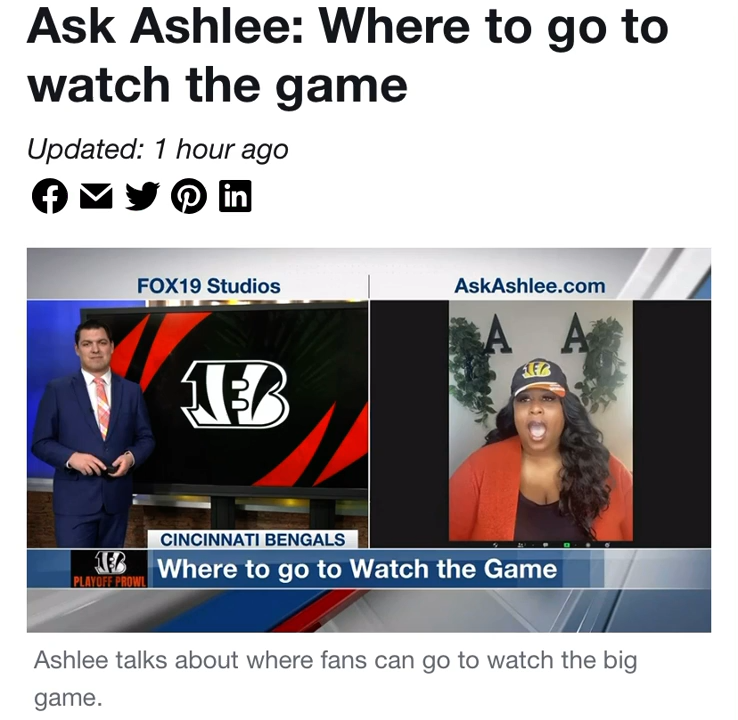 Ask Ashlee: Where to go to
watch the game
Updated: 1 hour ago
FOX19 Studios
AskAshlee.com
A A
B
B
CINCINNATI BENGALS
B
PLAYOFF PROWL
Where to go to Watch the Game
Ashlee talks about where fans can go to watch the big
game.